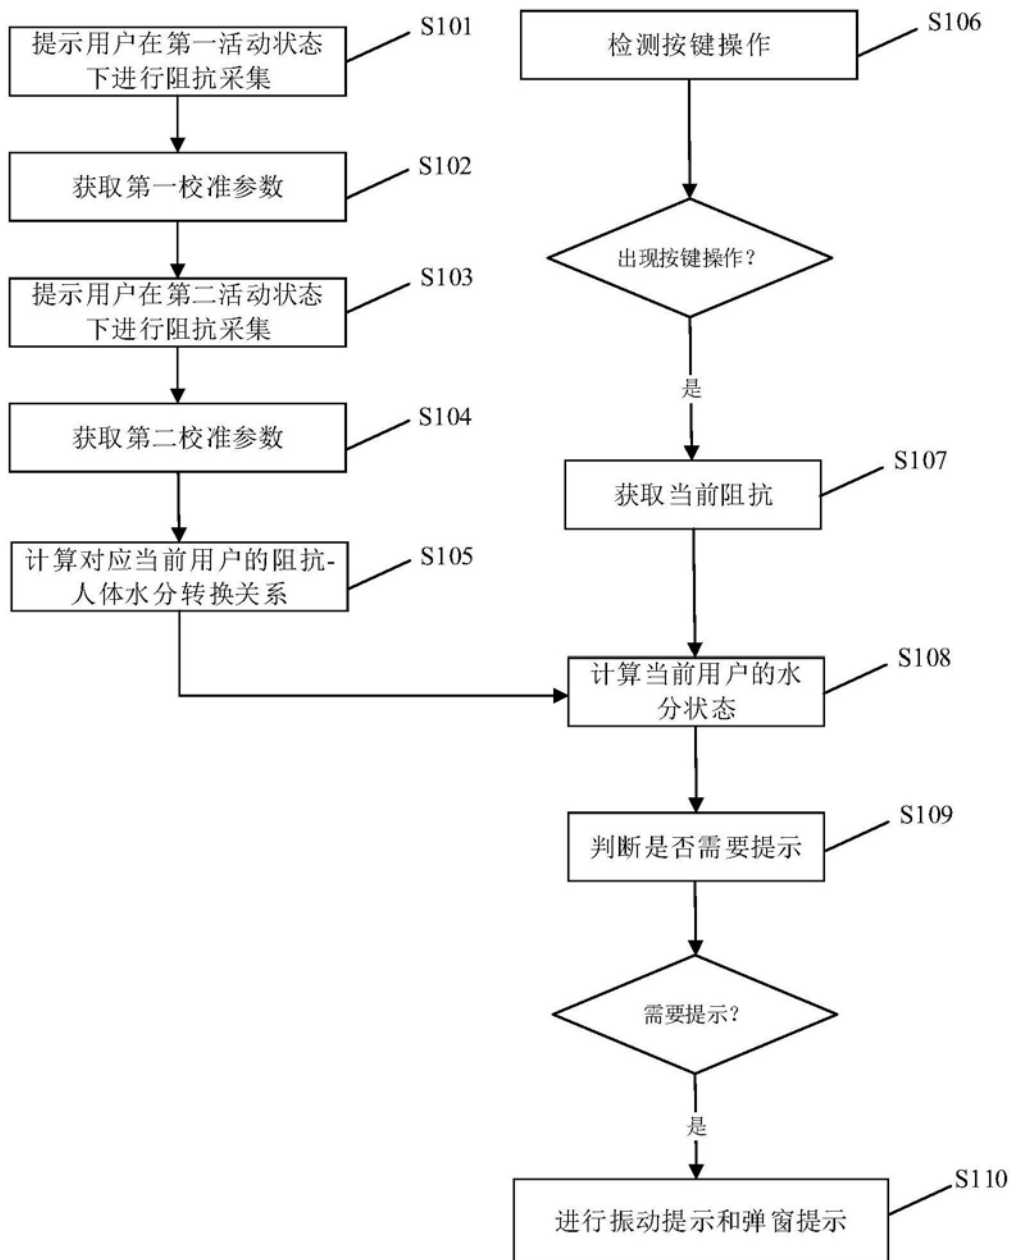 提示用户在第一活动状态
下进行阻抗采集
S101
获取第一校准参数
S102
提示用户在第二活动状态
下进行阻抗采集
S103
获取第二校准参数
S104
计算对应当前用户的阻抗-
人体水分转换关系
S105
检测按键操作
S106
出现按键操作?
是
获取当前阻抗
S107
计算当前用户的水
分状态
S108
判断是否需要提示
S109
需要提示?
是
进行振动提示和弹窗提示
S110